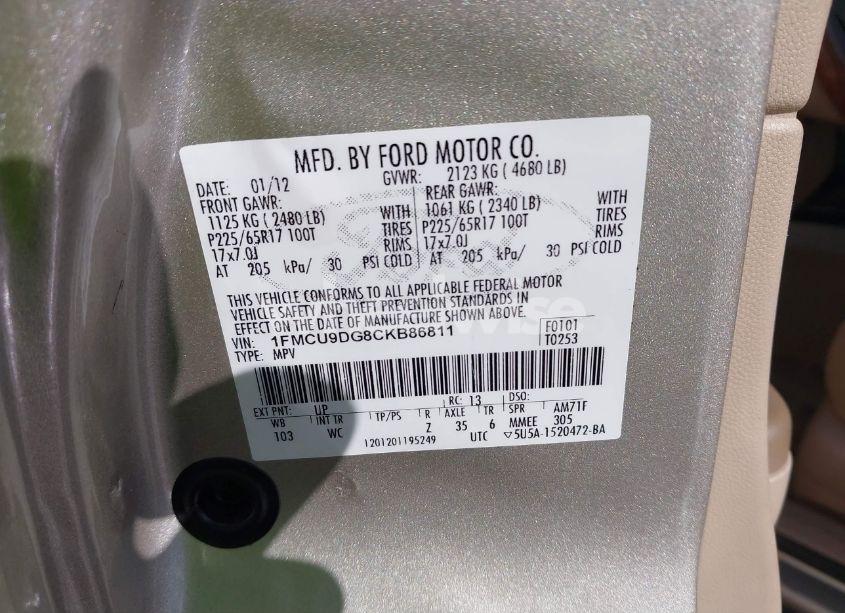 MFD. BY FORD MOTOR CO.
DATE: 01/12 GVWR: 2123 KG ( 4680 LB)
FRONT GAWR: REAR GAWR:
1125 KG ( 2480 LB) WITH 1061 KG ( 2340 LB) WITH
P225/65R17 100T TIRES P225/65R17 100T TIRES
17x7.0J RIMS 17x7.0J RIMS
AT 205 kPa/ 30 PSI COLD AT 205 kPa/ 30 PSI COLD
THIS VEHICLE CONFORMS TO ALL APPLICABLE FEDERAL MOTOR
VEHICLE SAFETY AND THEFT PREVENTION STANDARDS IN
EFFECT ON THE DATE OF MANUFACTURE SHOWN ABOVE.
VIN: 1FMCU9DG8CKB86811 F0101
TYPE: MPV T0253
EXT PNT: UP RC: 13 DSO:
WB INT TR TP/PS R AXLE TR SPR AM71F
103 WC Z 35 6 MMEE 305
1201201195249 UTC ▽5U5A-1520472-BA